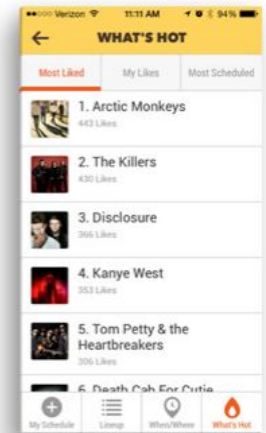 Verizon 11:11 AM 94%
WHAT'S HOT
Most Liked My Likes Most Scheduled
1. Arctic Monkeys
443 Likes
2. The Killers
430 Likes
3. Disclosure
366 Likes
4. Kanye West
353 Likes
5. Tom Petty & the
Heartbreakers
306 Likes
6. Death Cab For Cutie
My Schedule Lineup When/Where What's Hot